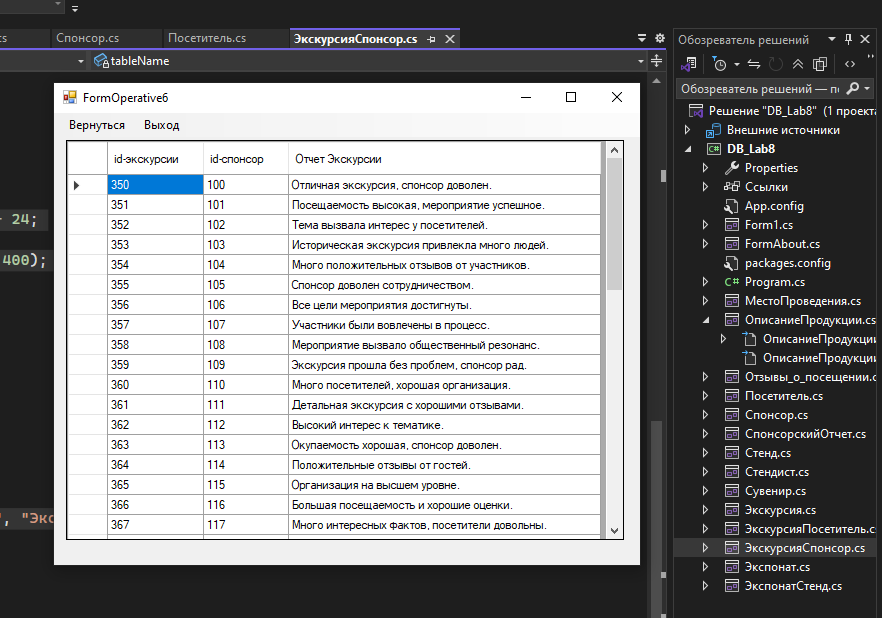 cs
Спонсор.cs
Посетитель.cs
ЭкскурсияСпонсор.cs
tableName
24;
400);
", "Экс
FormOperative6
Вернуться Выход
id-экскурсии id-спонсор Отчет Экскурсии
350 100 Отличная экскурсия, спонсор доволен.
351 101 Посещаемость высокая, мероприятие успешное.
352 102 Тема вызвала интерес у посетителей.
353 103 Историческая экскурсия привлекла много людей.
354 104 Много положительных отзывов от участников.
355 105 Спонсор доволен сотрудничеством.
356 106 Все цели мероприятия достигнуты.
357 107 Участники были вовлечены в процесс.
358 108 Мероприятие вызвало общественный резонанс.
359 109 Экскурсия прошла без проблем, спонсор рад.
360 110 Много посетителей, хорошая организация.
361 111 Детальная экскурсия с хорошими отзывами.
362 112 Высокий интерес к тематике.
363 113 Окупаемость хорошая, спонсор доволен.
364 114 Положительные отзывы от гостей.
365 115 Организация на высшем уровне.
366 116 Большая посещаемость и хорошие оценки.
367 117 Много интересных фактов, посетители довольны.
Обозреватель решений
Обозреватель решений — по
Решение "DB_Lab8" (1 проекта
Внешние источники
C# DB_Lab8
Properties
Ссылки
App.config
Form1.cs
FormAbout.cs
packages.config
C# Program.cs
МестоПроведения.cs
ОписаниеПродукции.cs
ОписаниеПродукции
ОписаниеПродукции
Отзывы_о_посещении.c
Посетитель.cs
Спонсор.cs
СпонсорскийОтчет.cs
Стенд.cs
Стендист.cs
Сувенир.cs
Экскурсия.cs
ЭкскурсияПосетитель.c
ЭкскурсияСпонсор.cs
Экспонат.cs
ЭкспонатСтенд.cs